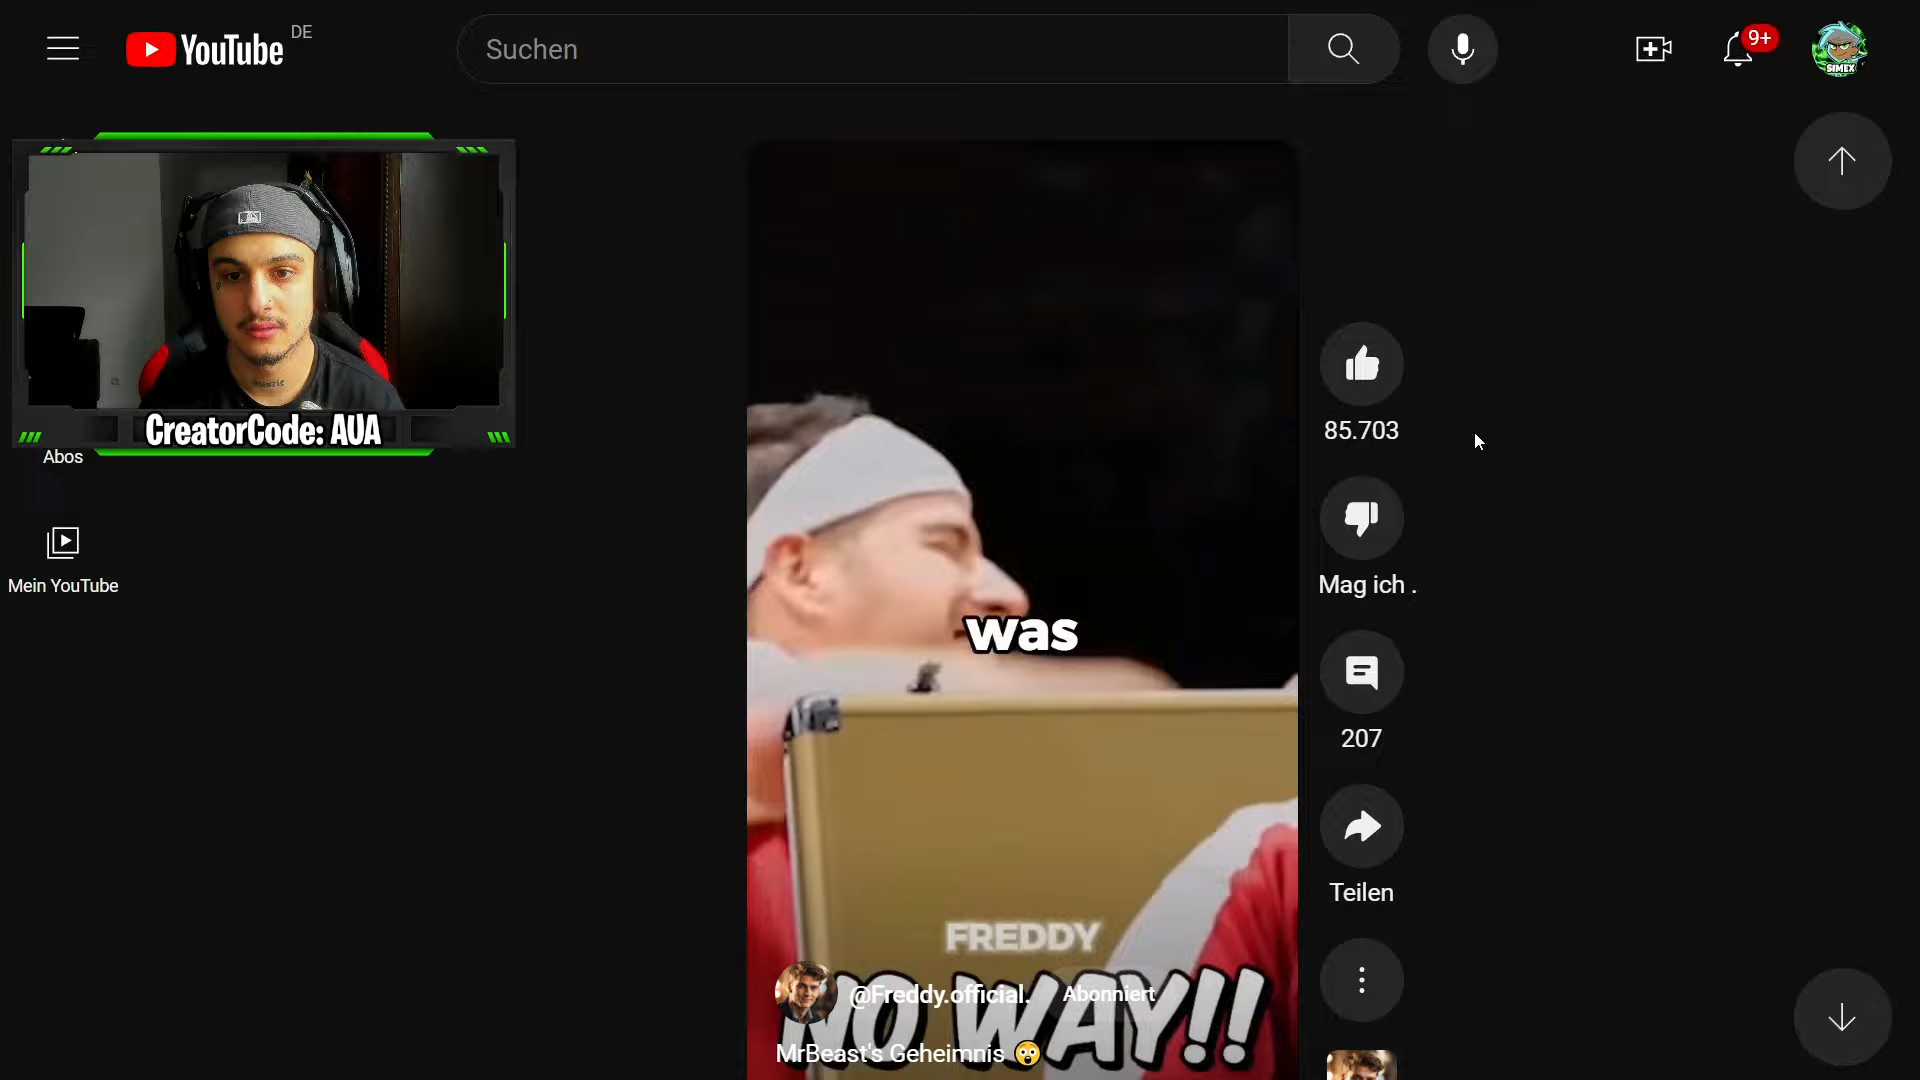 YouTube DE
Suchen
9+
SIMEX
CreatorCode: AUA
Abos
Mein YouTube
85.703
Mag ich .
207
Teilen
was
FREDDY
NO WAY!!
@Freddy.official. Abonniert
MrBeast's Geheimnis 😲